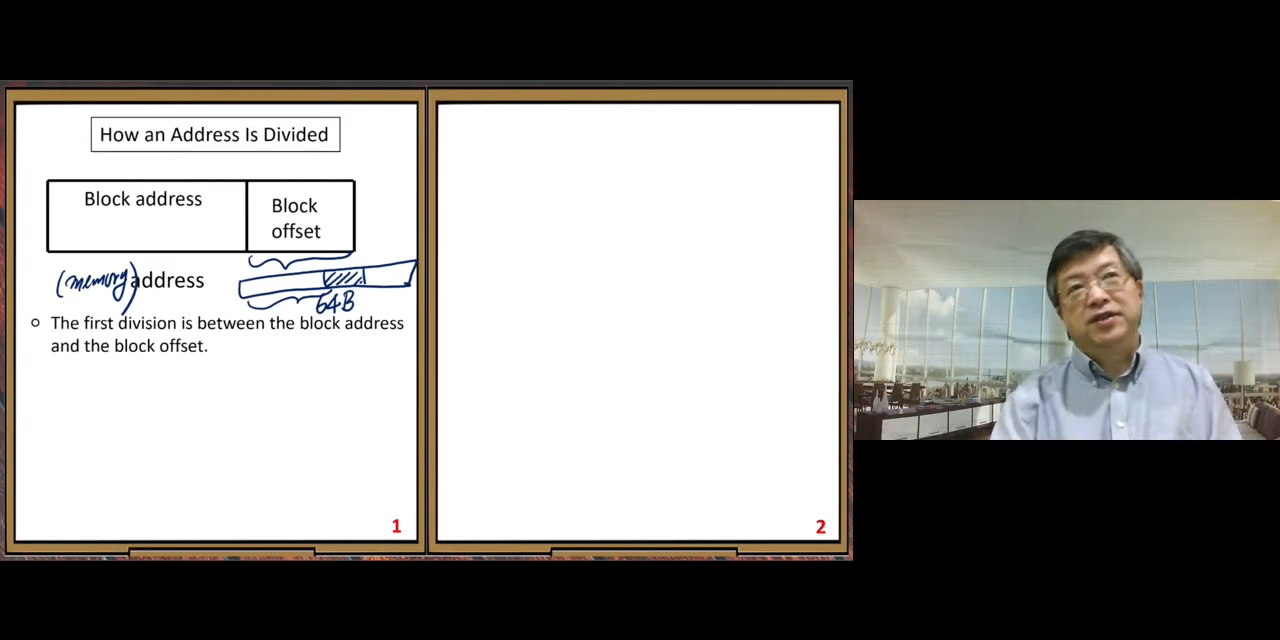 How an Address Is Divided
Block address
Block
offset
(memory) address
64B
The first division is between the block address
and the block offset.
1
2